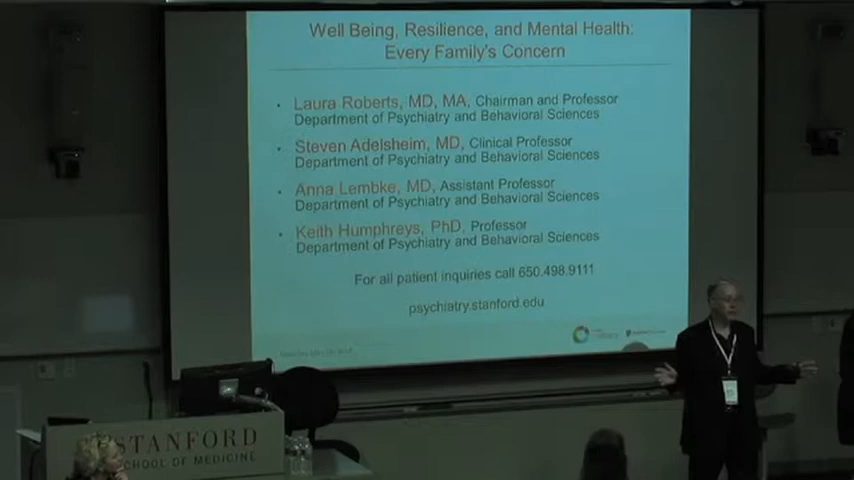 Well Being, Resilience, and Mental Health:
Every Family's Concern
• Laura Roberts, MD, MA, Chairman and Professor
Department of Psychiatry and Behavioral Sciences
• Steven Adelsheim, MD, Clinical Professor
Department of Psychiatry and Behavioral Sciences
• Anna Lembke, MD, Assistant Professor
Department of Psychiatry and Behavioral Sciences
• Keith Humphreys, PhD, Professor
Department of Psychiatry and Behavioral Sciences
For all patient inquiries call 650.498.9111
psychiatry.stanford.edu
STANFORD
SCHOOL OF MEDICINE